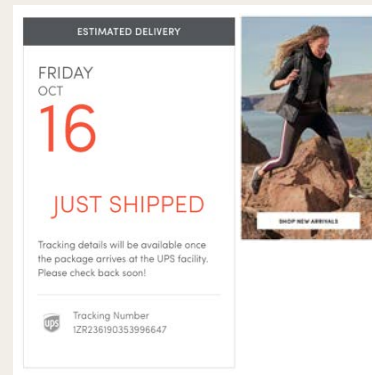 ESTIMATED DELIVERY
FRIDAY
OCT
16
JUST SHIPPED
Tracking details will be available once
the package arrives at the UPS facility.
Please check back soon!
ups
Tracking Number
1ZR236190353996647
SHOP NEW ARRIVALS